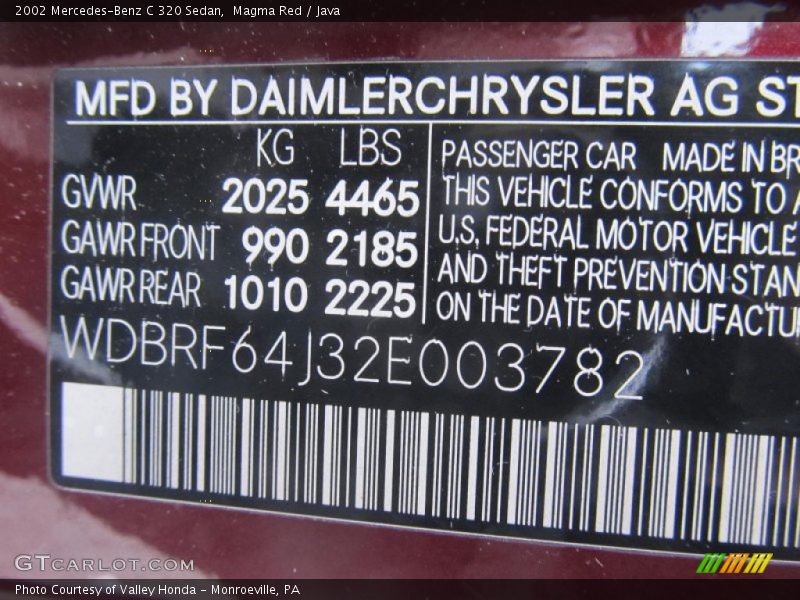 2002 Mercedes-Benz C 320 Sedan, Magma Red / Java
MFD BY DAIMLERCHRYSLER AG ST
KG LBS
GVWR 2025 4465
GAWR FRONT 990 2185
GAWR REAR 1010 2225
PASSENGER CAR MADE IN BR
THIS VEHICLE CONFORMS TO A
U.S. FEDERAL MOTOR VEHICLE
AND THEFT PREVENTION STAN
ON THE DATE OF MANUFACTU
WDBRF64J32E003782
GTCARLOT.COM
Photo Courtesy of Valley Honda - Monroeville, PA